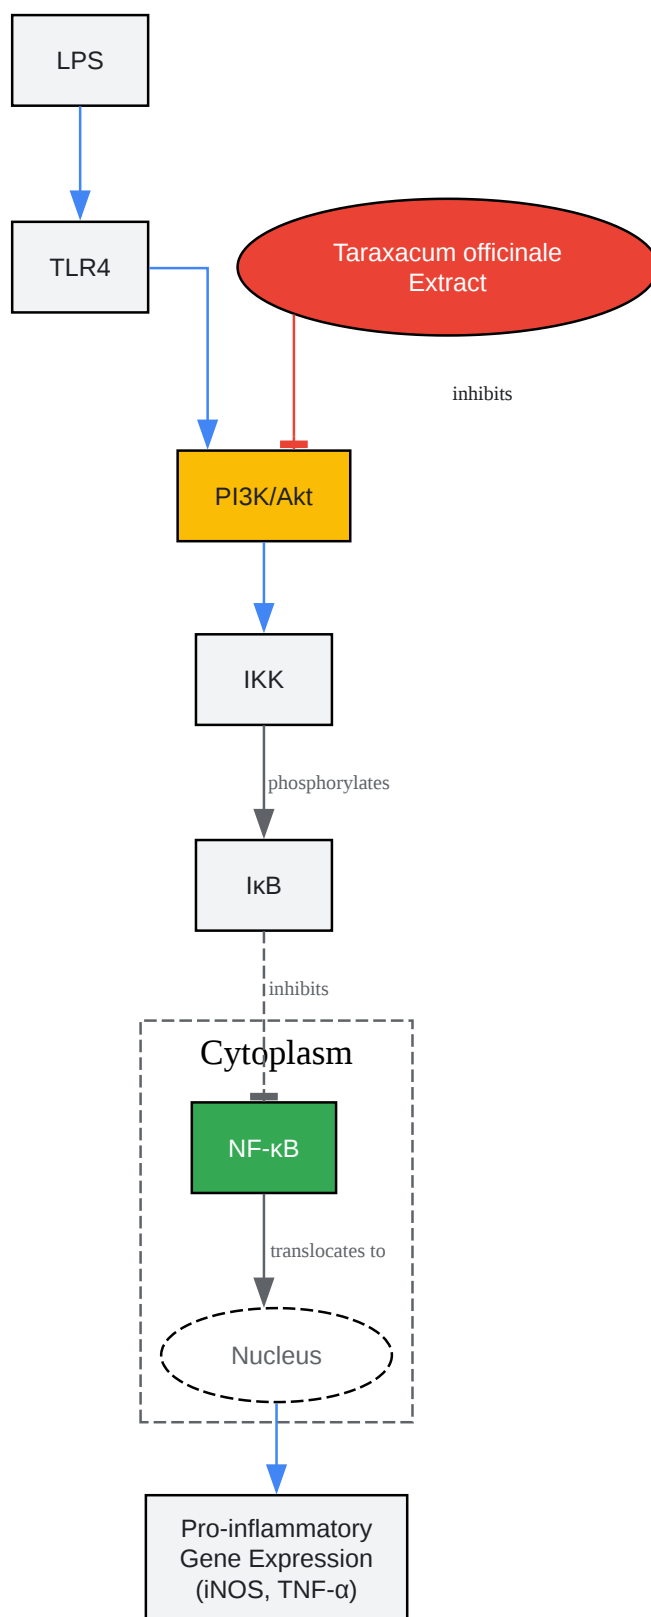 LPS
TLR4
Taraxacum officinale
Extract
inhibits
PI3K/Akt
IKK
phosphorylates
IκB
inhibits
Cytoplasm
NF-κB
translocates to
Nucleus
Pro-inflammatory
Gene Expression
(iNOS, TNF-α)